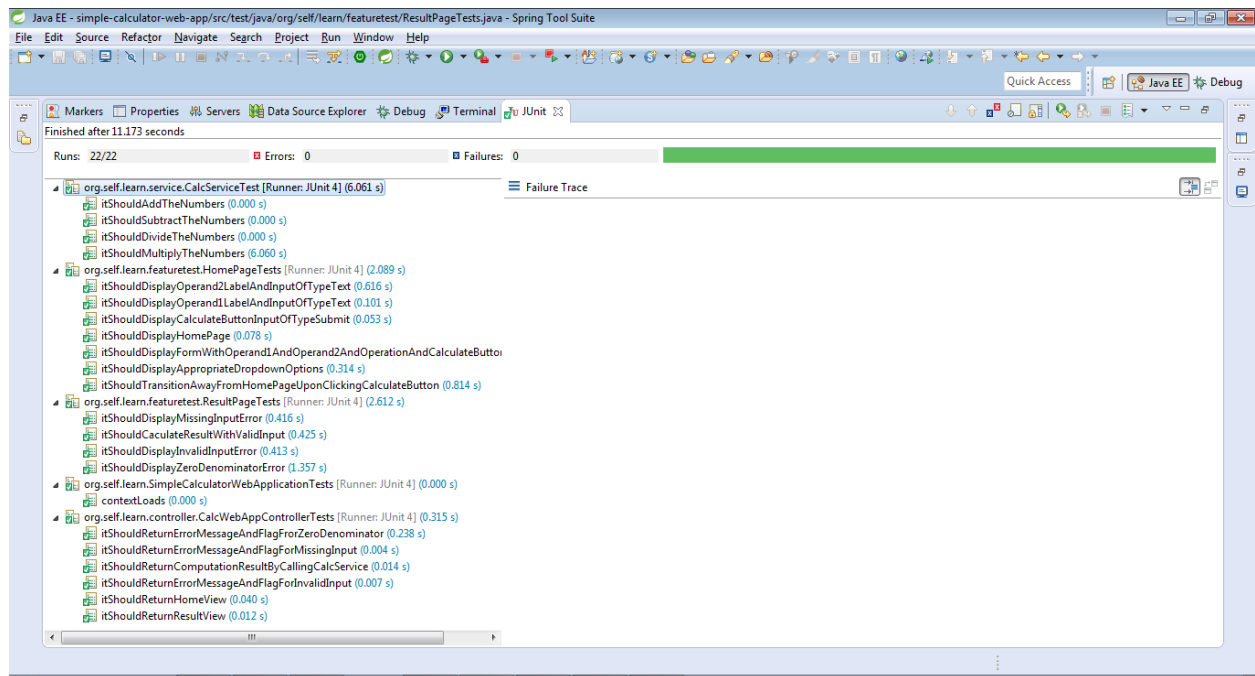 Java EE - simple-calculator-web-app/src/test/java/org/self/learn/featuretest/ResultPageTests.java - Spring Tool Suite
File Edit Source Refactor Navigate Search Project Run Window Help
Quick Access Java EE Debug
Markers Properties Servers Data Source Explorer Debug Terminal JUnit
Finished after 11.173 seconds
Runs: 22/22 Errors: 0 Failures: 0
org.self.learn.service.CalcServiceTest [Runner: JUnit 4] (6.061 s) Failure Trace
itShouldAddTheNumbers (0.000 s)
itShouldSubtractTheNumbers (0.000 s)
itShouldDivideTheNumbers (0.000 s)
itShouldMultiplyTheNumbers (6.060 s)
org.self.learn.featuretest.HomePageTests [Runner: JUnit 4] (2.089 s)
itShouldDisplayOperand2LabelAndInputOfTypeText (0.616 s)
itShouldDisplayOperand1LabelAndInputOfTypeText (0.101 s)
itShouldDisplayCalculateButtonInputOfTypeSubmit (0.053 s)
itShouldDisplayHomePage (0.078 s)
itShouldDisplayFormWithOperand1AndOperand2AndOperationAndCalculateButtor
itShouldDisplayAppropriateDropdownOptions (0.314 s)
itShouldTransitionAwayFromHomePageUponClickingCalculateButton (0.814 s)
org.self.learn.featuretest.ResultPageTests [Runner: JUnit 4] (2.612 s)
itShouldDisplayMissingInputError (0.416 s)
itShouldCaculateResultWithValidInput (0.425 s)
itShouldDisplayInvalidInputError (0.413 s)
itShouldDisplayZeroDenominatorError (1.357 s)
org.self.learn.SimpleCalculatorWebApplicationTests [Runner: JUnit 4] (0.000 s)
contextLoads (0.000 s)
org.self.learn.controller.CalcWebAppControllerTests [Runner: JUnit 4] (0.315 s)
itShouldReturnErrorMessageAndFlagFrorZeroDenominator (0.238 s)
itShouldReturnErrorMessageAndFlagForMissingInput (0.004 s)
itShouldReturnComputationResultByCallingCalcService (0.014 s)
itShouldReturnErrorMessageAndFlagForInvalidInput (0.007 s)
itShouldReturnHomeView (0.040 s)
itShouldReturnResultView (0.012 s)